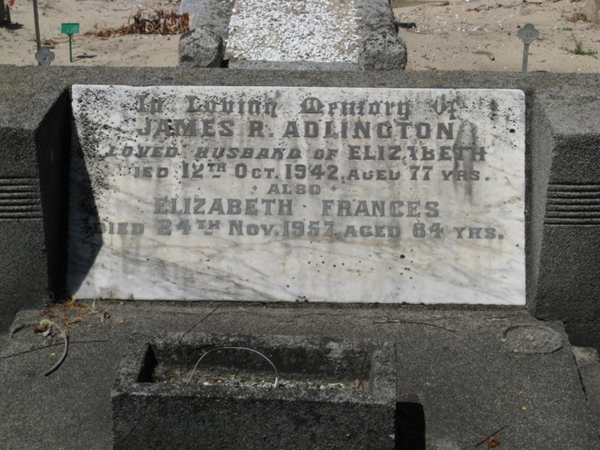 In Loving Memory Of
JAMES R. ADLINGTON
LOVED HUSBAND OF ELIZABETH
DIED 12TH OCT. 1942, AGED 77 YRS.
ALSO
ELIZABETH FRANCES
DIED 24TH NOV. 1957, AGED 84 YRS.